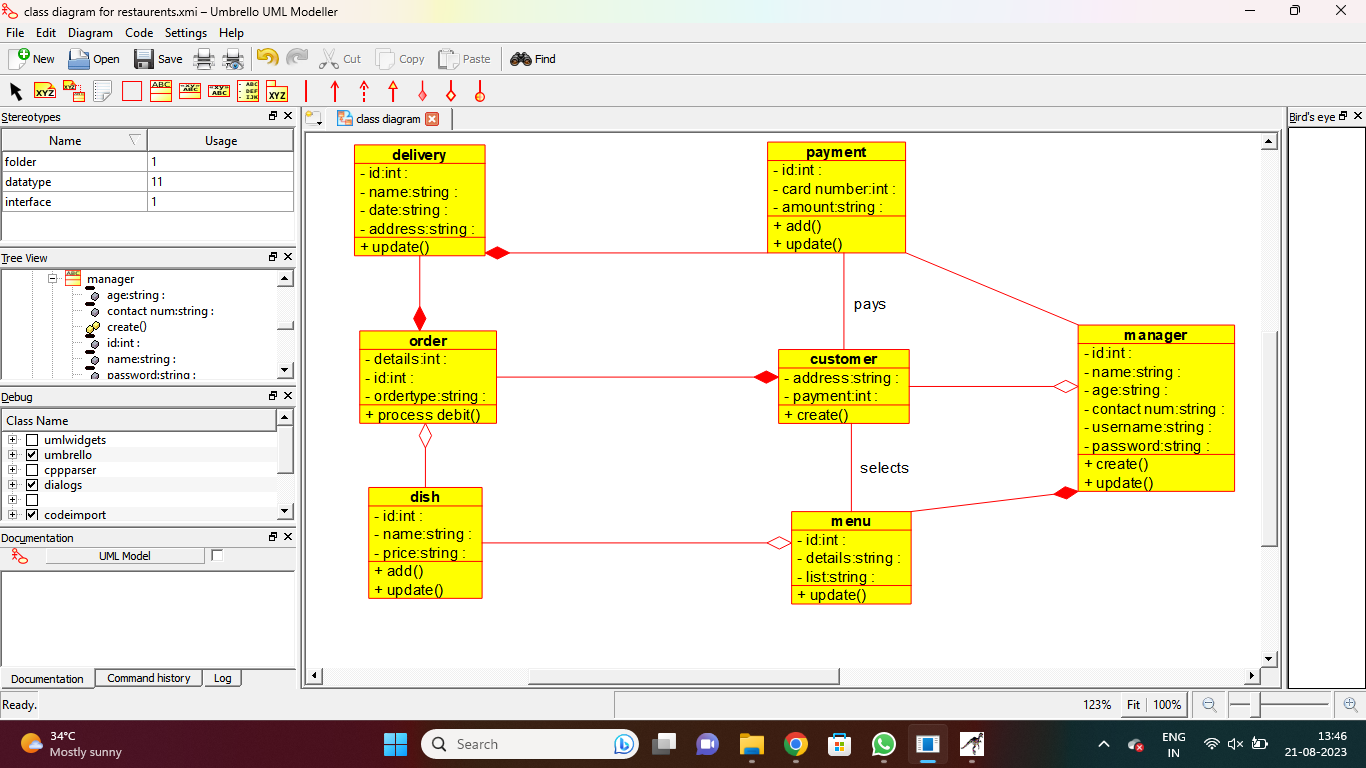 class diagram for restaurents.xmi – Umbrello UML Modeller
File Edit Diagram Code Settings Help
New Open Save Cut Copy Paste Find
Stereotypes
Name Usage
folder 1
datatype 11
interface 1
Tree View
manager
age:string :
contact num:string :
create()
id:int :
name:string :
password:string :
Debug
Class Name
umlwidgets
umbrello
cppparser
dialogs
codeimport
Documentation
UML Model
Documentation Command history Log
class diagram
delivery
- id:int :
- name:string :
- date:string :
- address:string :
+ update()
payment
- id:int :
- card number:int :
- amount:string :
+ add()
+ update()
pays
order
- details:int :
- id:int :
- ordertype:string :
+ process debit()
customer
- address:string :
- payment:int :
+ create()
manager
- id:int :
- name:string :
- age:string :
- contact num:string :
- username:string :
- password:string :
+ create()
+ update()
selects
dish
- id:int :
- name:string :
- price:string :
+ add()
+ update()
menu
- id:int :
- details:string :
- list:string :
+ update()
Bird's eye
Ready.
123% Fit 100%
34°C
Mostly sunny
Search
ENG
IN
13:46
21-08-2023